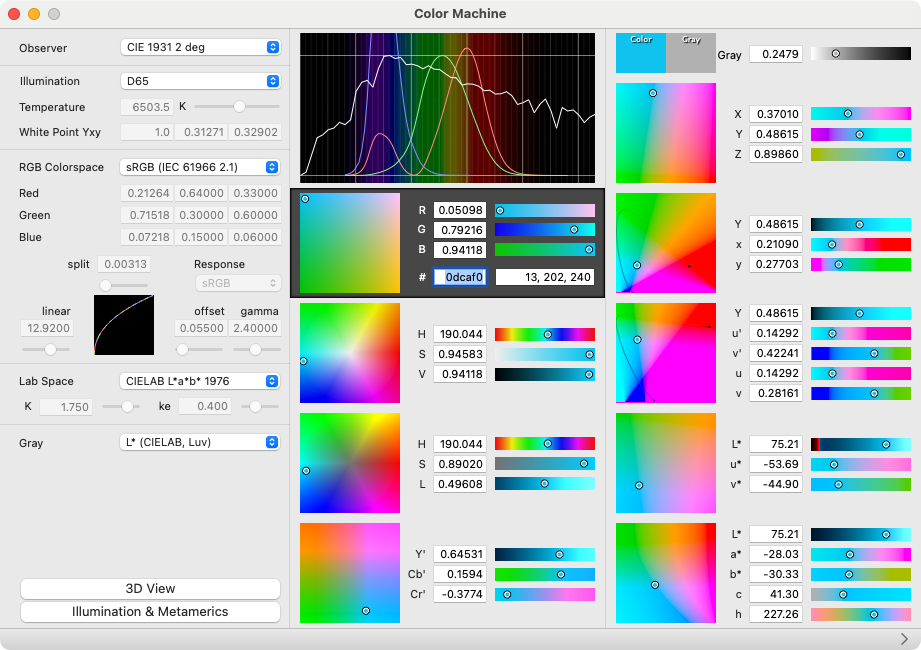 Color Machine
Observer CIE 1931 2 deg
Illumination D65
Temperature 6503.5 K
White Point Yxy 1.0 0.31271 0.32902
RGB Colorspace sRGB (IEC 61966 2.1)
Red 0.21264 0.64000 0.33000
Green 0.71518 0.30000 0.60000
Blue 0.07218 0.15000 0.06000
split 0.00313 Response
sRGB
linear offset gamma
12.9200 0.05500 2.40000
Lab Space CIELAB L*a*b* 1976
K 1.750 ke 0.400
Gray L* (CIELAB, Luv)
3D View
Illumination & Metamerics
R 0.05098
G 0.79216
B 0.94118
# 0dcaf0 13, 202, 240
H 190.044
S 0.94583
V 0.94118
H 190.044
S 0.89020
L 0.49608
Y' 0.64531
Cb' 0.1594
Cr' -0.3774
Color Gray
Gray 0.2479
X 0.37010
Y 0.48615
Z 0.89860
Y 0.48615
x 0.21090
y 0.27703
Y 0.48615
u' 0.14292
v' 0.42241
u 0.14292
v 0.28161
L* 75.21
u* -53.69
v* -44.90
L* 75.21
a* -28.03
b* -30.33
c 41.30
h 227.26